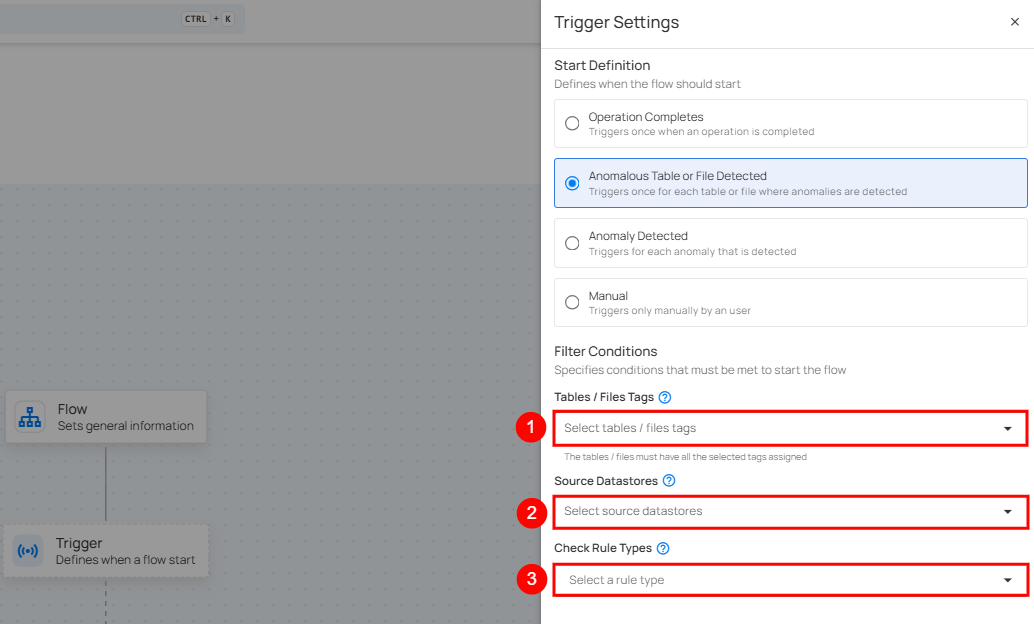 CTRL + K
Trigger Settings
Start Definition
Defines when the flow should start
Operation Completes
Triggers once when an operation is completed
Anomalous Table or File Detected
Triggers once for each table or file where anomalies are detected
Anomaly Detected
Triggers for each anomaly that is detected
Manual
Triggers only manually by an user
Filter Conditions
Specifies conditions that must be met to start the flow
Tables / Files Tags ?
1 Select tables / files tags
The tables / files must have all the selected tags assigned
Source Datastores ?
2 Select source datastores
Check Rule Types ?
3 Select a rule type
Flow
Sets general information
Trigger
Defines when a flow start